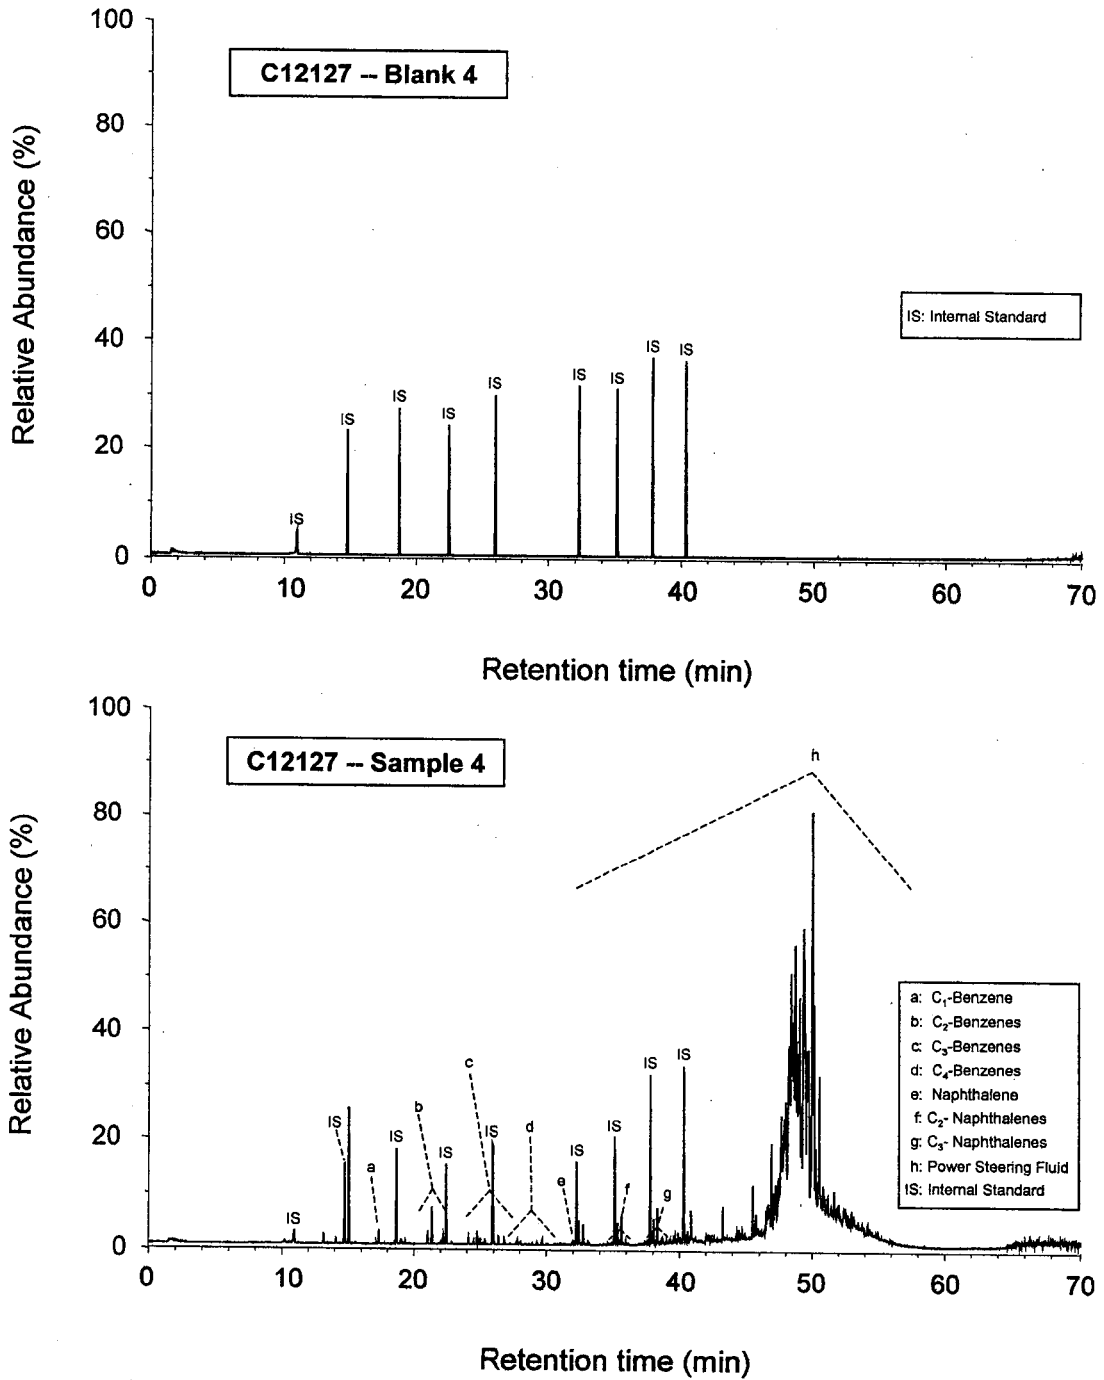 100
C12127 -- Blank 4
80
60
IS: Internal Standard
40
IS IS
IS IS
IS
IS
IS
IS
20
IS
0
0 10 20 30 40 50 60 70
Relative Abundance (%)
Retention time (min)
100
C12127 -- Sample 4
h
80
60
a: C₁-Benzene
b: C₂-Benzenes
c: C₃-Benzenes
d: C₄-Benzenes
e: Naphthalene
f: C₂- Naphthalenes
g: C₃- Naphthalenes
h: Power Steering Fluid
IS: Internal Standard
40
c IS IS
20
IS IS b IS IS d IS IS
a e f g
IS
0
0 10 20 30 40 50 60 70
Relative Abundance (%)
Retention time (min)